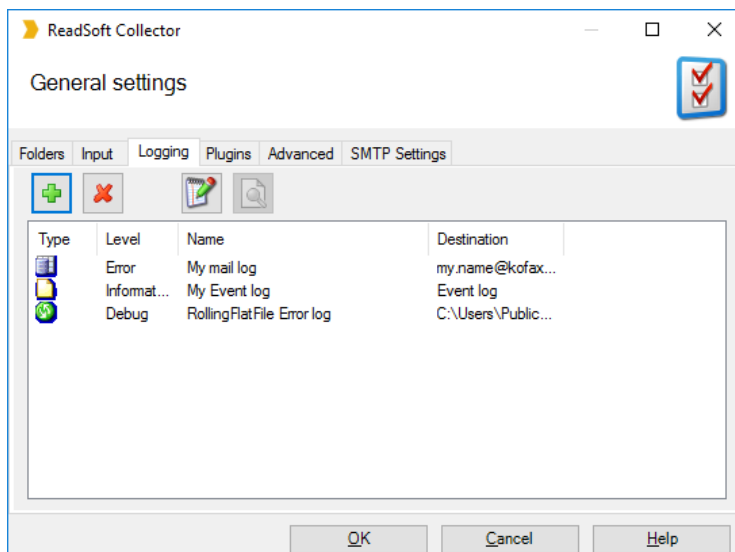 ReadSoft Collector
General settings
Folders Input Logging Plugins Advanced SMTP Settings
Type Level Name Destination
Error My mail log my.name@kofax...
Informat... My Event log Event log
Debug RollingFlatFile Error log C:\Users\Public...
OK Cancel Help